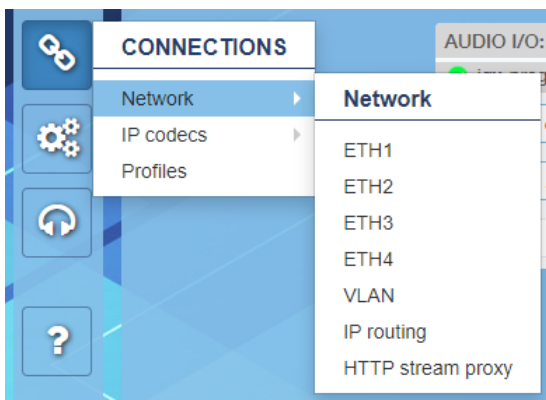 CONNECTIONS
Network
IP codecs
Profiles
AUDIO I/O:
Network
ETH1
ETH2
ETH3
ETH4
VLAN
IP routing
HTTP stream proxy
?